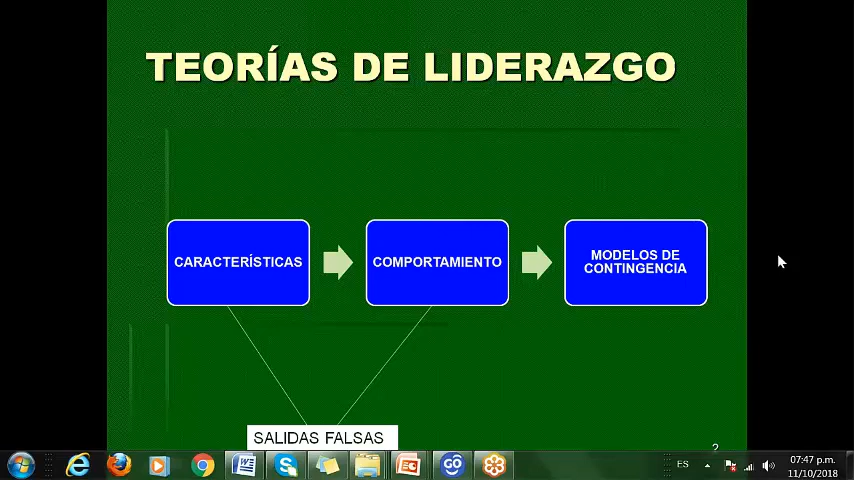 TEORÍAS DE LIDERAZGO
CARACTERÍSTICAS
COMPORTAMIENTO
MODELOS DE
CONTINGENCIA
SALIDAS FALSAS
2
ES
07:47 p.m.
11/10/2018